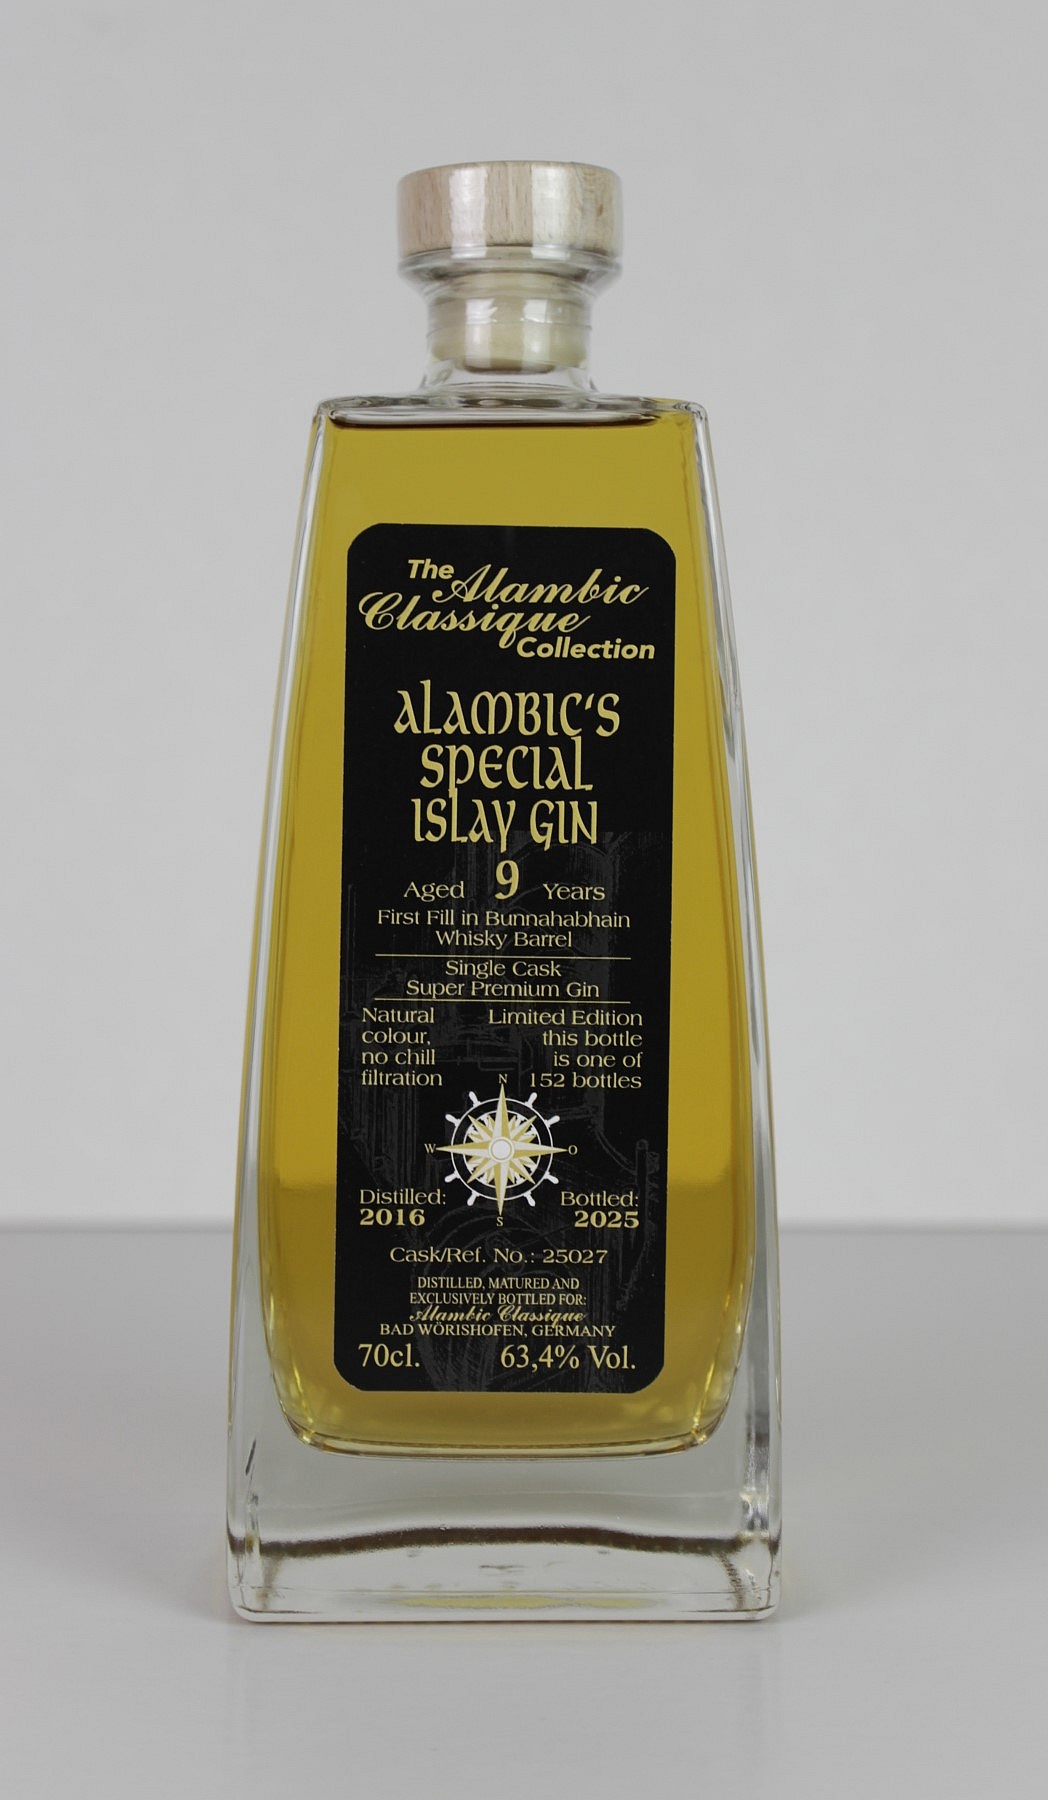 The Alambic
Classique
Collection
Alambic's
Special
Islay Gin
Aged 9 Years
First Fill in Bunnahabhain
Whisky Barrel
Single Cask
Super Premium Gin
Natural
colour,
no chill
filtration
Limited Edition
this bottle
is one of
152 bottles
N
W
O
S
Distilled:
2016
Bottled:
2025
Cask/Ref. No.: 25027
DISTILLED, MATURED AND
EXCLUSIVELY BOTTLED FOR:
Alambic Classique
BAD WÖRISHOFEN, GERMANY
70cl. 63,4% Vol.